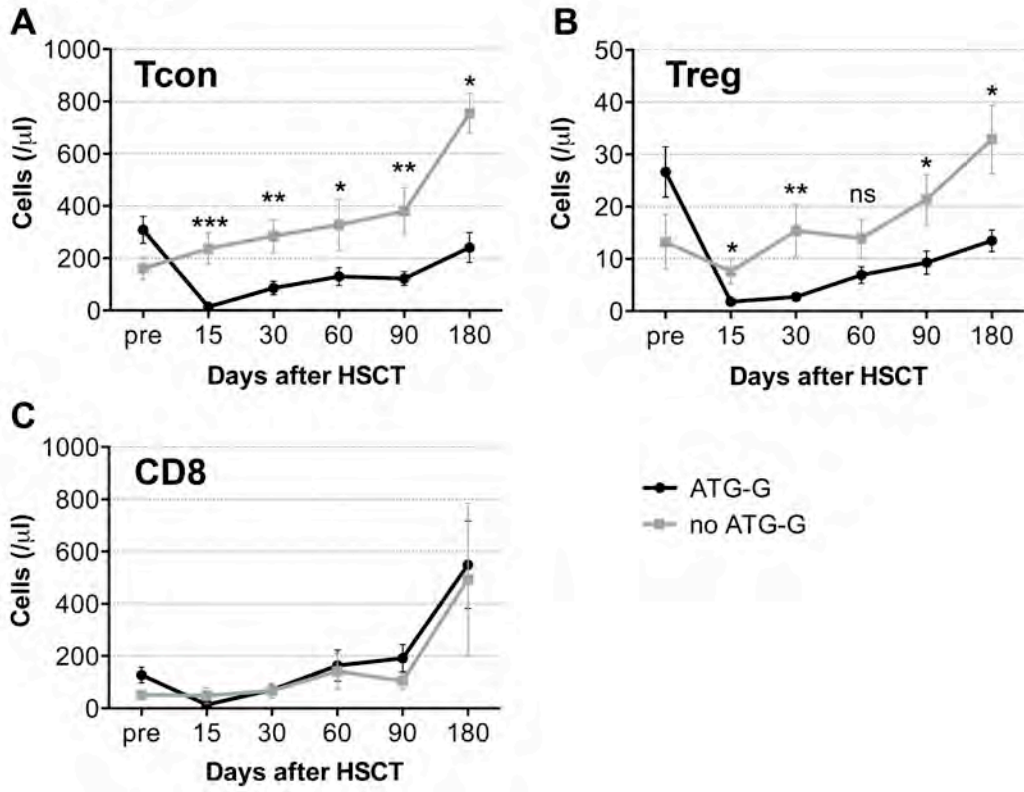 A
Tcon
1000
800
600
400
200
0
Cells (/μl)
***
**
*
**
*
pre 15 30 60 90 180
Days after HSCT
B
Treg
50
40
30
20
10
0
Cells (/μl)
*
**
ns
*
*
pre 15 30 60 90 180
Days after HSCT
C
CD8
1000
800
600
400
200
0
Cells (/μl)
pre 15 30 60 90 180
Days after HSCT
ATG-G
no ATG-G